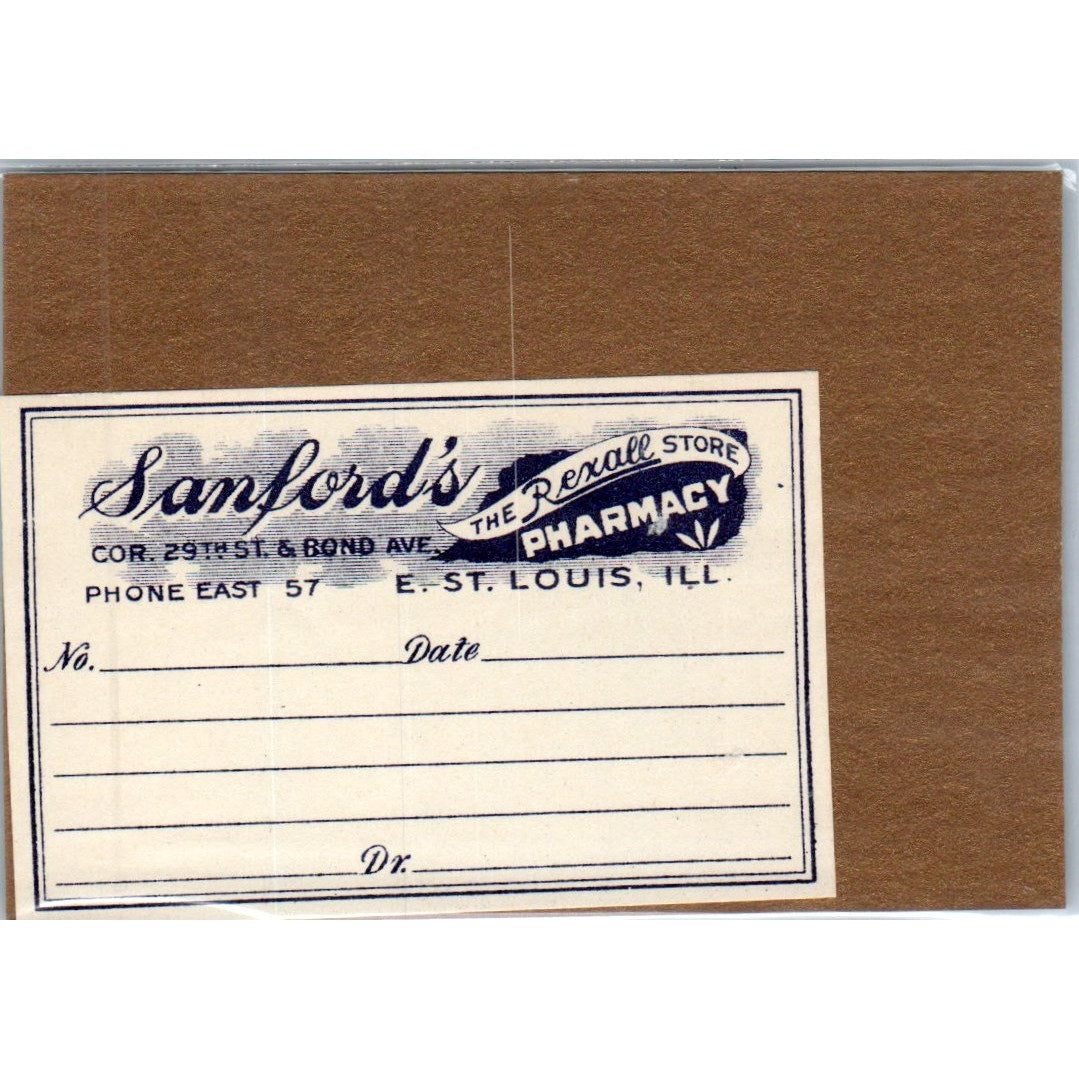 Sanford's
THE Rexall STORE
PHARMACY
COR. 29TH ST. & BOND AVE.
PHONE EAST 57 E. ST. LOUIS, ILL.
No. Date
Dr.